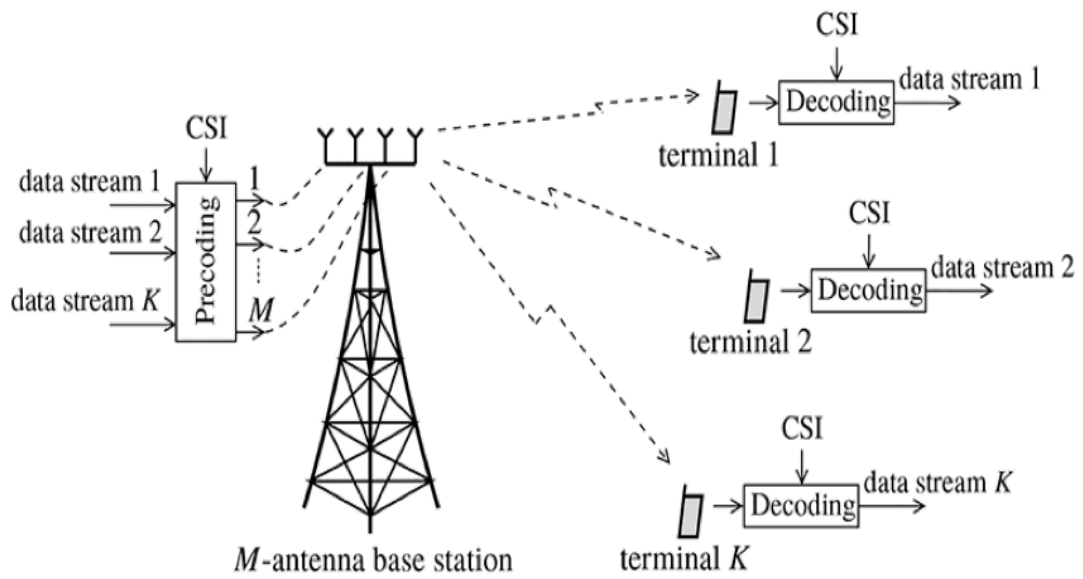 CSI
data stream 1
data stream 2
data stream K
Precoding
1
2
M
M-antenna base station
terminal 1
CSI
Decoding
data stream 1
terminal 2
CSI
Decoding
data stream 2
terminal K
CSI
Decoding
data stream K